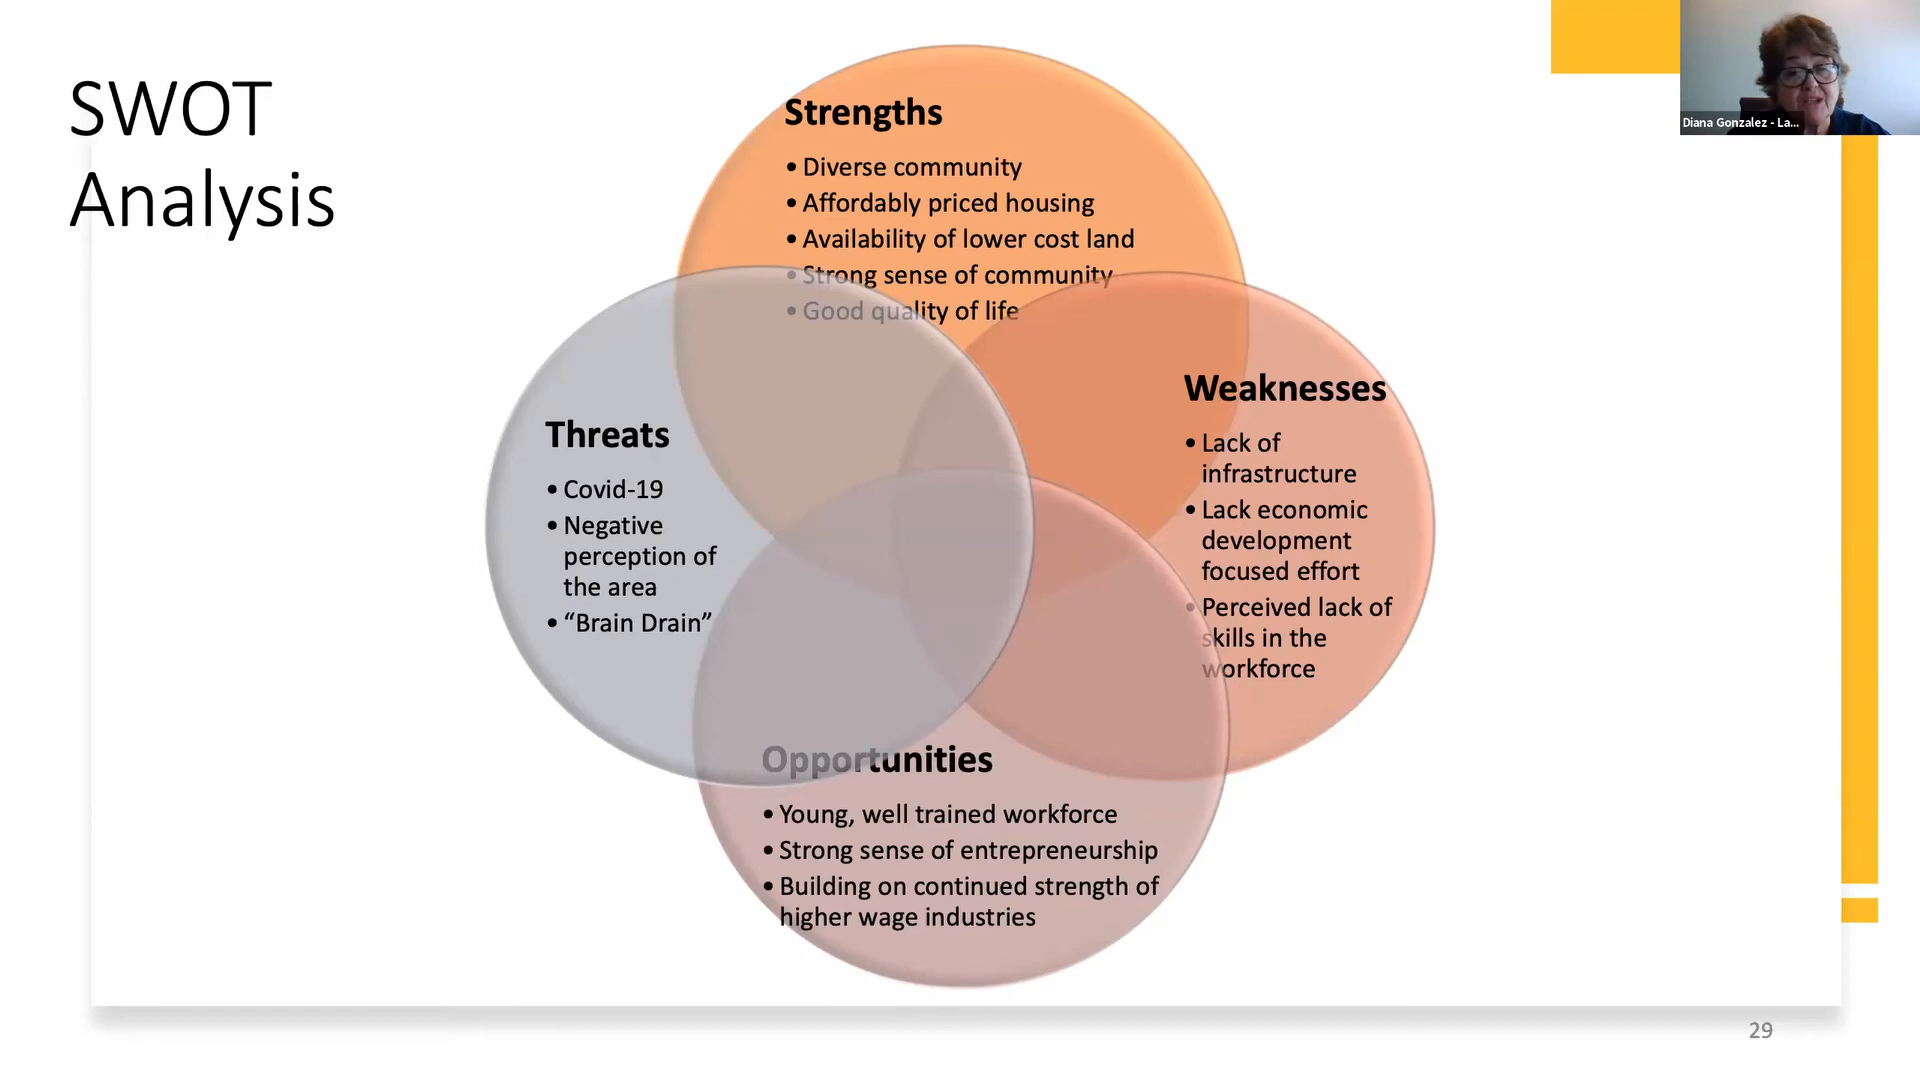 SWOT
Analysis
Strengths
• Diverse community
• Affordably priced housing
• Availability of lower cost land
• Strong sense of community
• Good quality of life
Weaknesses
• Lack of
infrastructure
• Lack economic
development
focused effort
• Perceived lack of
skills in the
workforce
Threats
• Covid-19
• Negative
perception of
the area
• “Brain Drain”
Opportunities
• Young, well trained workforce
• Strong sense of entrepreneurship
• Building on continued strength of
higher wage industries
Diana Gonzalez - La...
29